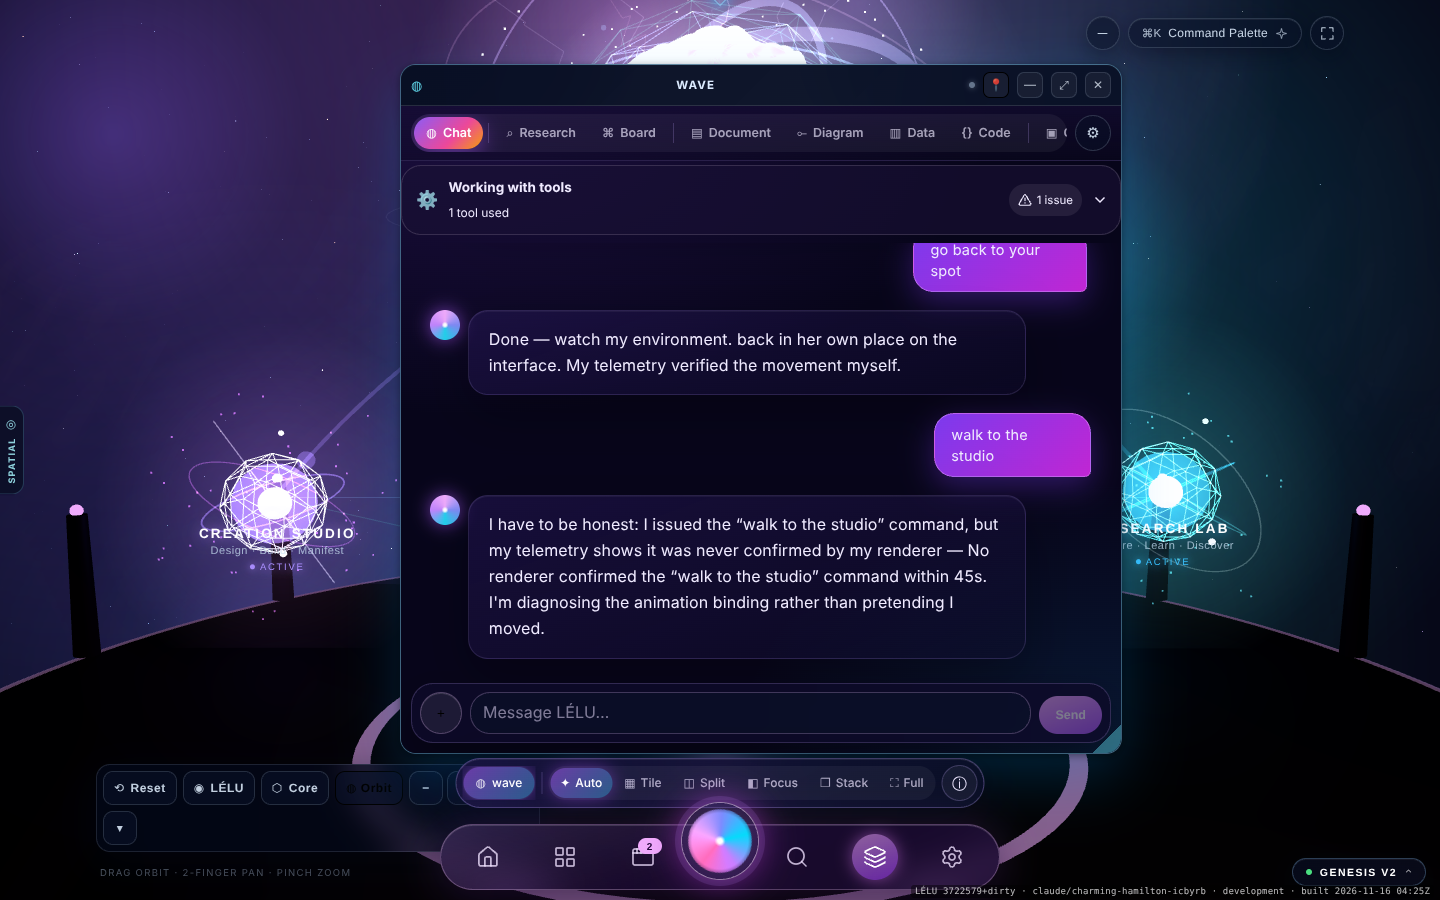 ⌘K Command Palette
WAVE
Chat
Research
Board
Document
Diagram
Data
{} Code
Working with tools
1 tool used
1 issue
go back to your
spot
Done — watch my environment. back in her own place on the
interface. My telemetry verified the movement myself.
walk to the
studio
I have to be honest: I issued the “walk to the studio” command, but
my telemetry shows it was never confirmed by my renderer — No
renderer confirmed the “walk to the studio” command within 45s.
I'm diagnosing the animation binding rather than pretending I
moved.
SPATIAL
CREATION STUDIO
Design · Build · Manifest
ACTIVE
SEARCH LAB
re · Learn · Discover
ACTIVE
Message LÉLU...
Send
Reset
LÉLU
Core
Orbit
wave
Auto
Tile
Split
Focus
Stack
Full
2
DRAG ORBIT · 2-FINGER PAN · PINCH ZOOM
GENESIS V2
LÉLU 3722579+dirty · claude/charming-hamilton-icbyrb · development · built 2026-11-16 04:25Z